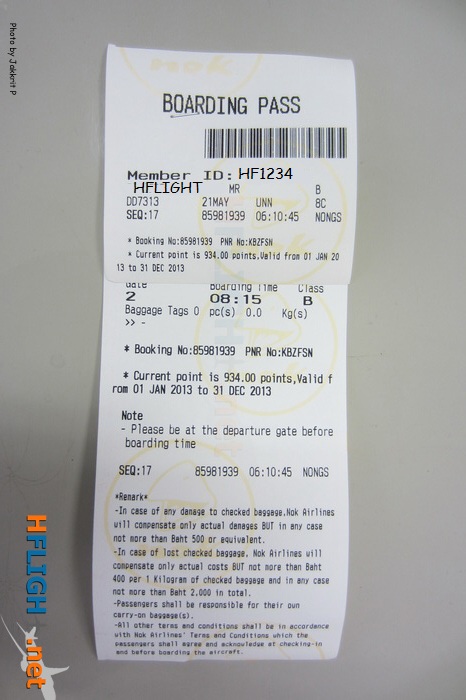 Photo by Jakkrit P
you
BOARDING PASS
Member ID: HF1234
HFLIGHT MR B
DD7313 21MAY UNN BC
SEQ:17 85981939 06:10:45 NONGS
* Booking No:85981939 PNR No:KBZFSN
* Current point is 934.00 points,Valid from 01 JAN 20
13 to 31 DEC 2013
Gate Boarding Time Class
2 08:15 B
Baggage Tags 0 pc(s) 0.0 Kg(s)
>> -
* Booking No:85981939 PNR No:KBZFSN
* Current point is 934.00 points,Valid f
rom 01 JAN 2013 to 31 DEC 2013
Note
- Please be at the departure gate before
boarding time
SEQ:17 85981939 06:10:45 NONGS
*Remark*
-In case of any damage to checked baggage,Nok Airlines
will compensate only actual damages BUT in any case
not more than Baht 500 or equivalent.
-In case of lost checked baggage, Nok Airlines will
compensate only actual costs BUT not more than Baht
400 per 1 Kilogram of checked baggage and in any case
not more than Baht 2,000 in total.
-Passengers shall be responsible for their own
carry-on baggage(s).
-All other terms and conditions shall be in accordance
with Nok Airlines' Terms and Conditions which the
passengers shall agree and acknowledge at checking-in
and before boarding the aircraft.
HFLIGHT.net